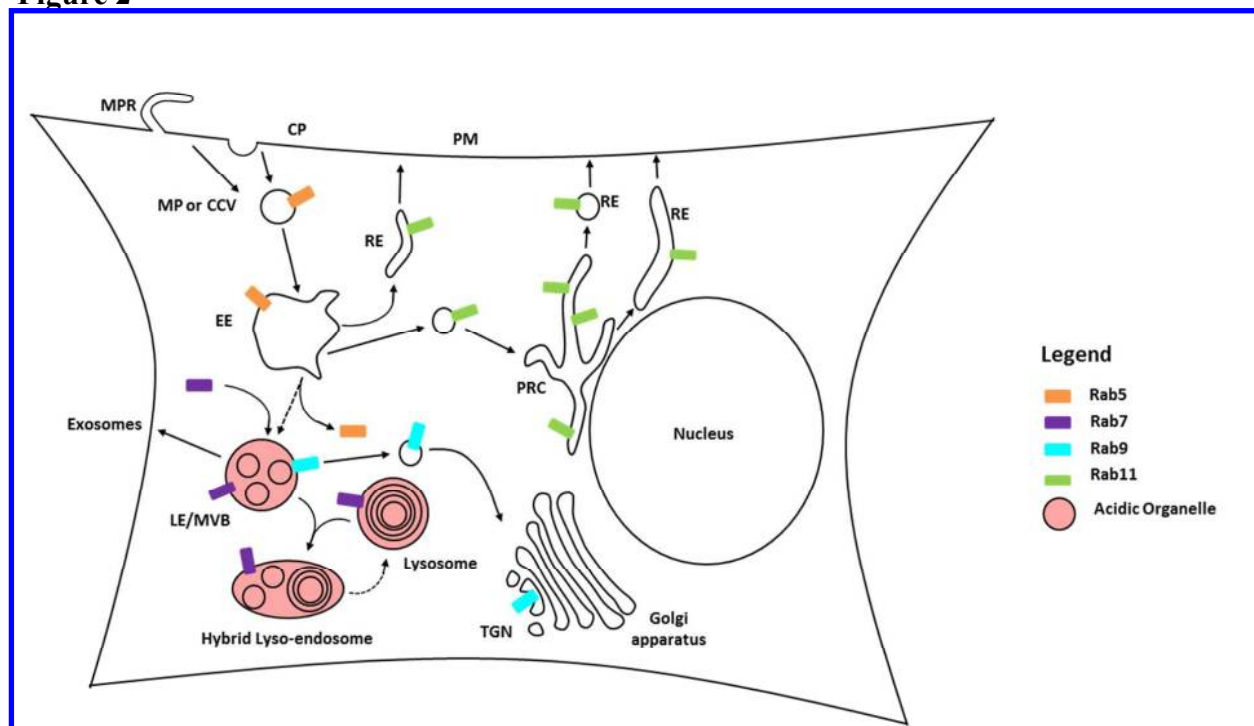 Figure 2
MPR
CP
PM
MP or CCV
RE
RE
RE
EE
PRC
Nucleus
Exosomes
LE/MVB
Lysosome
Hybrid Lyso-endosome
TGN
Golgi
apparatus
Legend
Rab5
Rab7
Rab9
Rab11
Acidic Organelle